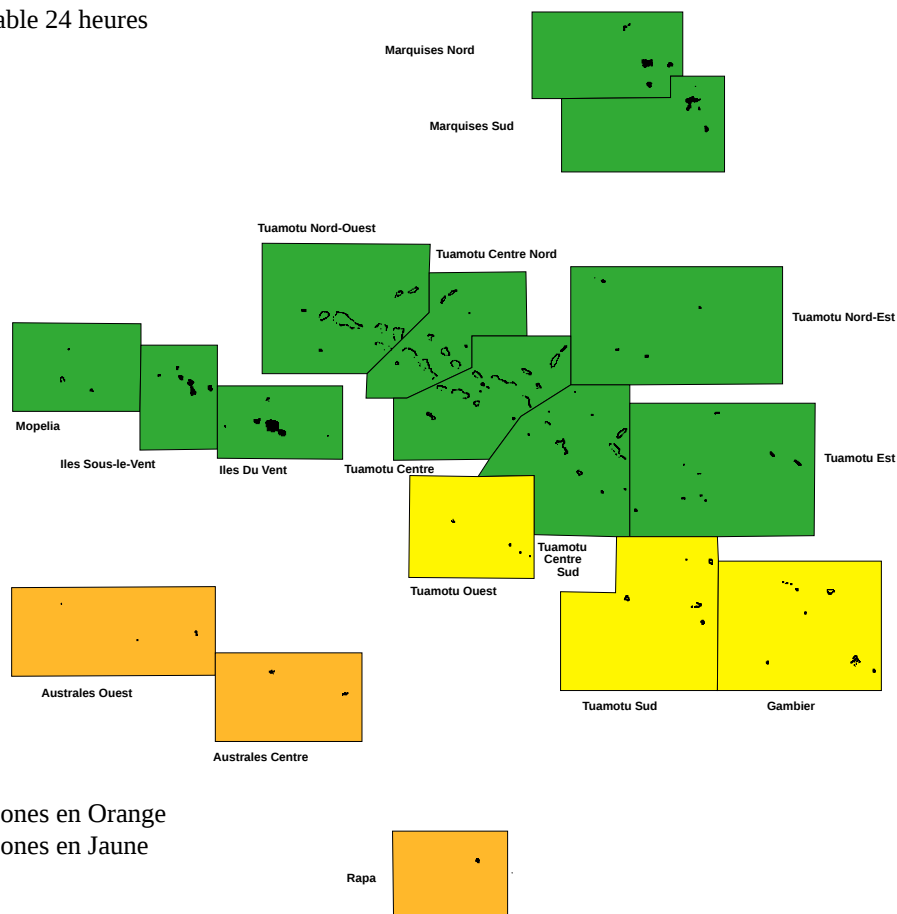 able 24 heures
Marquises Nord
Marquises Sud
Tuamotu Nord-Ouest
Tuamotu Centre Nord
Tuamotu Nord-Est
Mopelia
Iles Sous-le-Vent
Iles Du Vent
Tuamotu Centre
Tuamotu Est
Tuamotu
Centre
Sud
Tuamotu Ouest
Australes Ouest
Tuamotu Sud
Gambier
Australes Centre
ones en Orange
ones en Jaune
Rapa